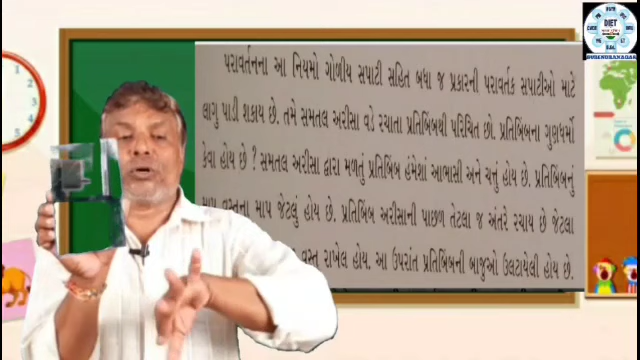 DIET
SURENDRANAGAR
પરાવર્તનના આ નિયમો ગોળીય સપાટી સહિત બધા જ પ્રકારની પરાવર્તક સપાટીઓ માટે
લાગુ પાડી શકાય છે. તમે સમતલ અરીસા વડે રચાતા પ્રતિબિંબથી પરિચિત છો. પ્રતિબિંબના ગુણધર્મો
કેવા હોય છે ? સમતલ અરીસા દ્વારા મળતું પ્રતિબિંબ હંમેશાં આભાસી અને ચત્તું હોય છે. પ્રતિબિંબનું
માપ વસ્તુના માપ જેટલું હોય છે. પ્રતિબિંબ અરીસાની પાછળ તેટલા જ અંતરે રચાય છે જેટલા
વસ્તુ રાખેલ હોય. આ ઉપરાંત પ્રતિબિંબની બાજુઓ ઉલટાયેલી હોય છે.